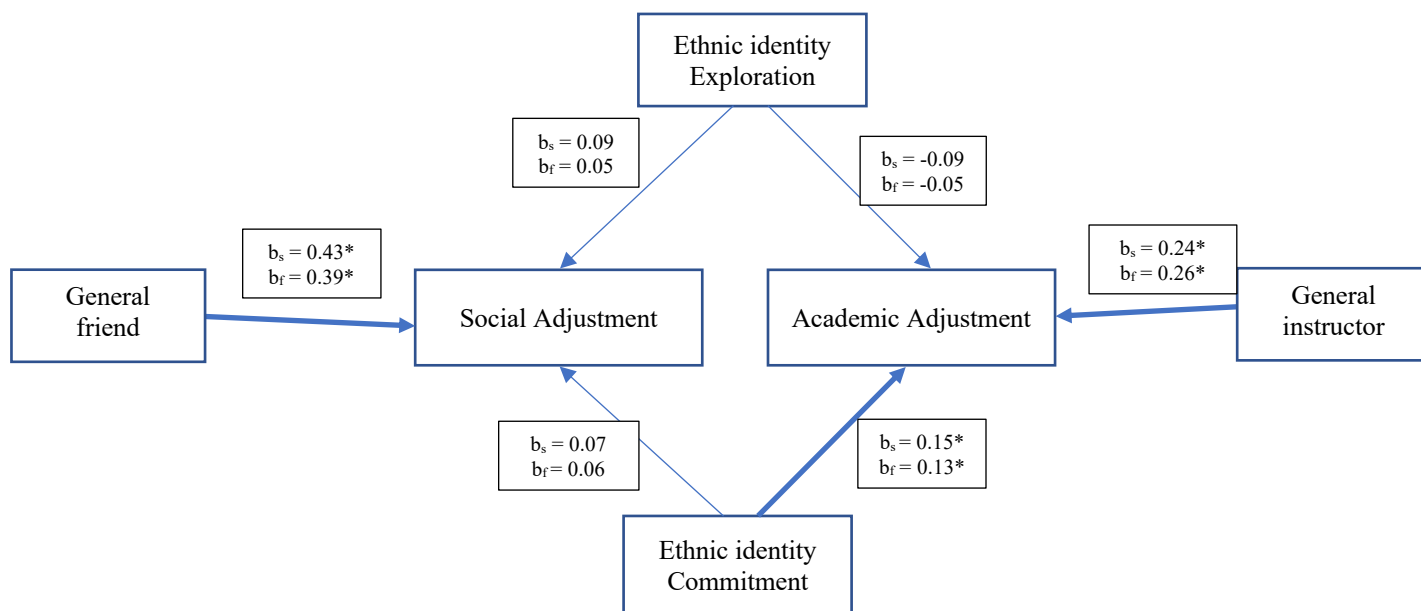 Ethnic identity
Exploration
bs = 0.09
bf = 0.05
bs = -0.09
bf = -0.05
bs = 0.43*
bf = 0.39*
bs = 0.24*
bf = 0.26*
General
friend
Social Adjustment
Academic Adjustment
General
instructor
bs = 0.07
bf = 0.06
bs = 0.15*
bf = 0.13*
Ethnic identity
Commitment